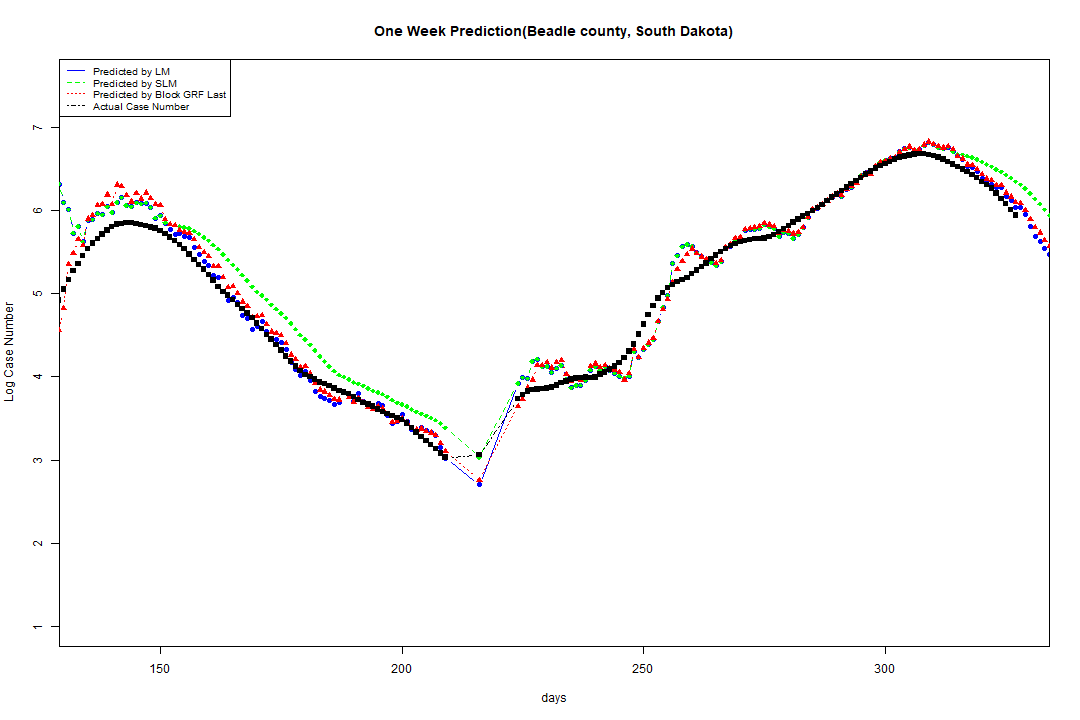 One Week Prediction(Beadle county, South Dakota)
Predicted by LM
Predicted by SLM
Predicted by Block GRF Last
Actual Case Number
7
6
5
4
3
2
1
Log Case Number
150
200
250
300
days